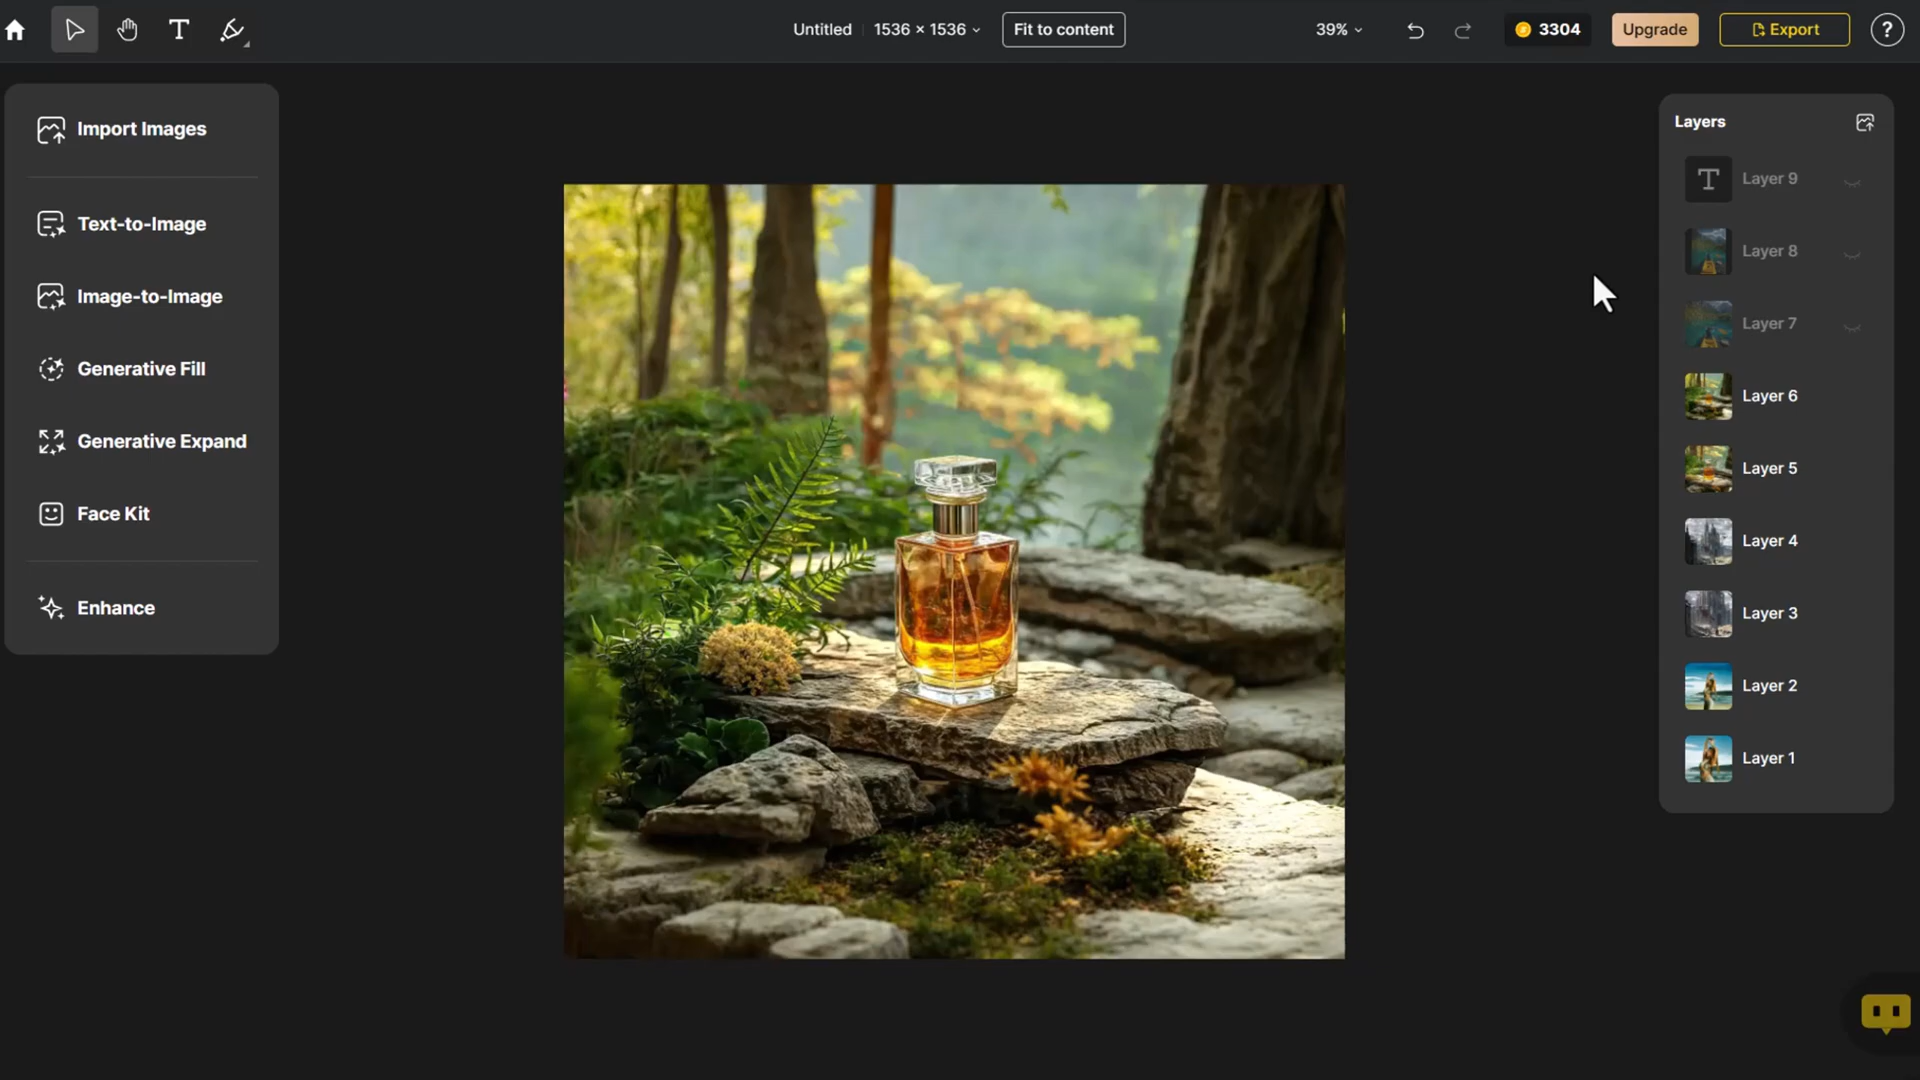 Untitled
1536 × 1536
Fit to content
39%
3304
Upgrade
Export
?
Import Images
Text-to-Image
Image-to-Image
Generative Fill
Generative Expand
Face Kit
Enhance
Layers
T Layer 9
Layer 8
Layer 7
Layer 6
Layer 5
Layer 4
Layer 3
Layer 2
Layer 1